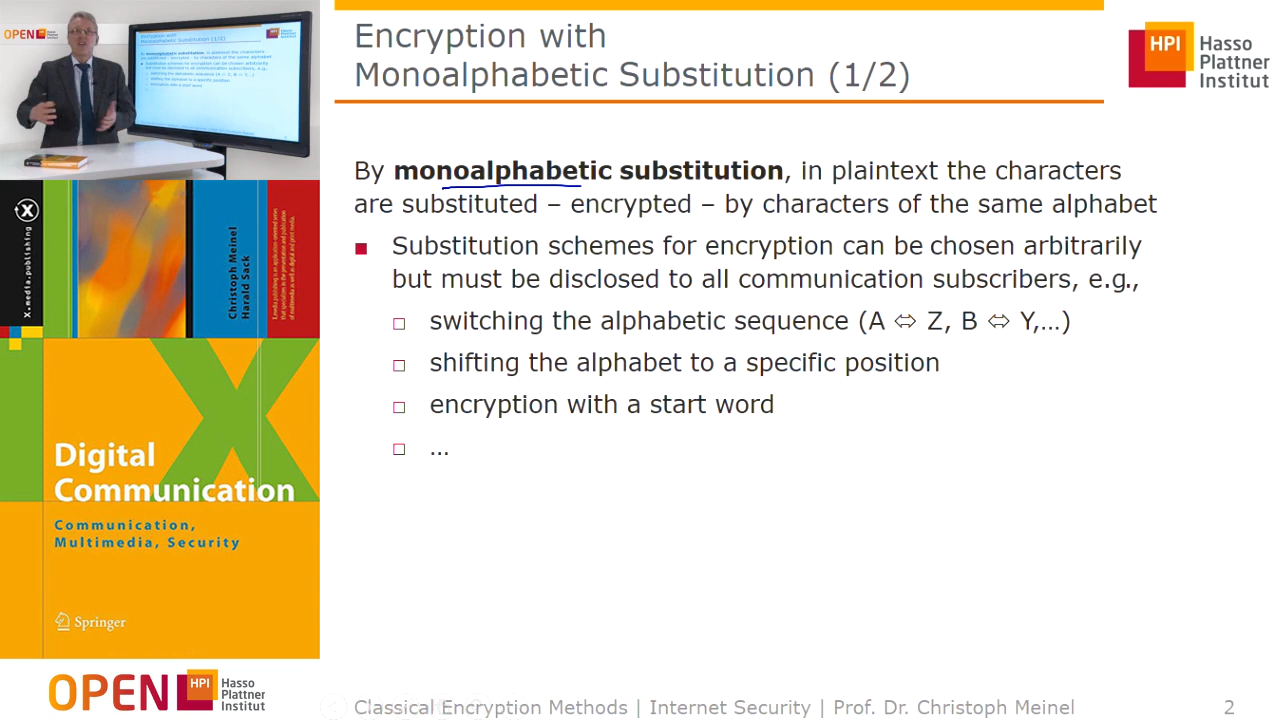 OPEN HPI Hasso Plattner Institut
Encryption with
Monoalphabetic Substitution (1/2)
HPI Hasso
Plattner
Institut
By monoalphabetic substitution, in plaintext the characters
are substituted – encrypted – by characters of the same alphabet
Substitution schemes for encryption can be chosen arbitrarily
but must be disclosed to all communication subscribers, e.g.,
switching the alphabetic sequence (A ⇔ Z, B ⇔ Y,…)
shifting the alphabet to a specific position
encryption with a start word
…
X.media.publishing
Christoph Meinel
Harald Sack
Digital
Communication
Communication,
Multimedia, Security
Springer
OPEN HPI Hasso
Plattner
Institut
Classical Encryption Methods | Internet Security | Prof. Dr. Christoph Meinel
2